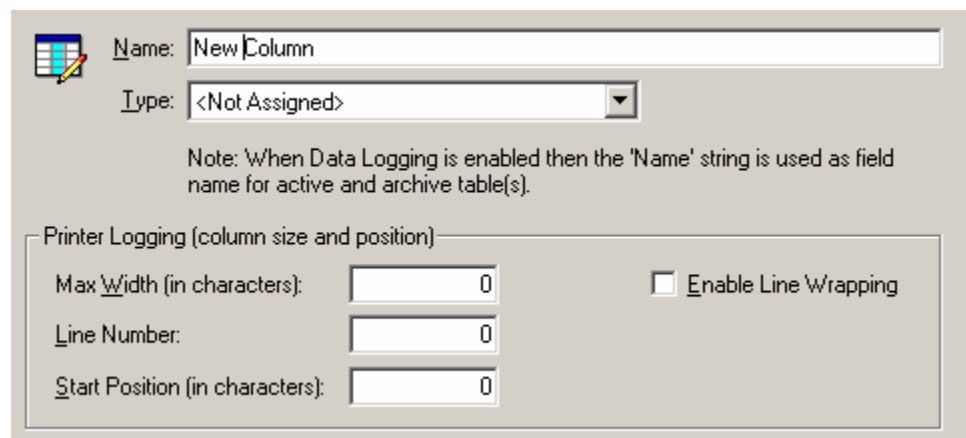 Name: New Column
Type: <Not Assigned>
Note: When Data Logging is enabled then the 'Name' string is used as field
name for active and archive table(s).
Printer Logging (column size and position)
Max Width (in characters): 0 Enable Line Wrapping
Line Number: 0
Start Position (in characters): 0